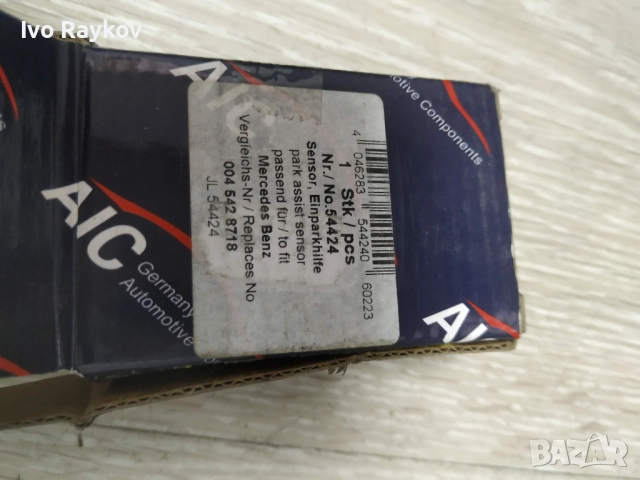 Ivo Raykov
AIC
4 046283 544240 60223
1 Stk / pcs
Nr./ No.54424
Sensor, Einparkhilfe
park assist sensor
passend für / to fit
Mercedes Benz
Vergleichs-Nr / Replaces No
004 542 8718
JL 54424
AIC
Germany
Automotive
Components
AIC
BAZAR